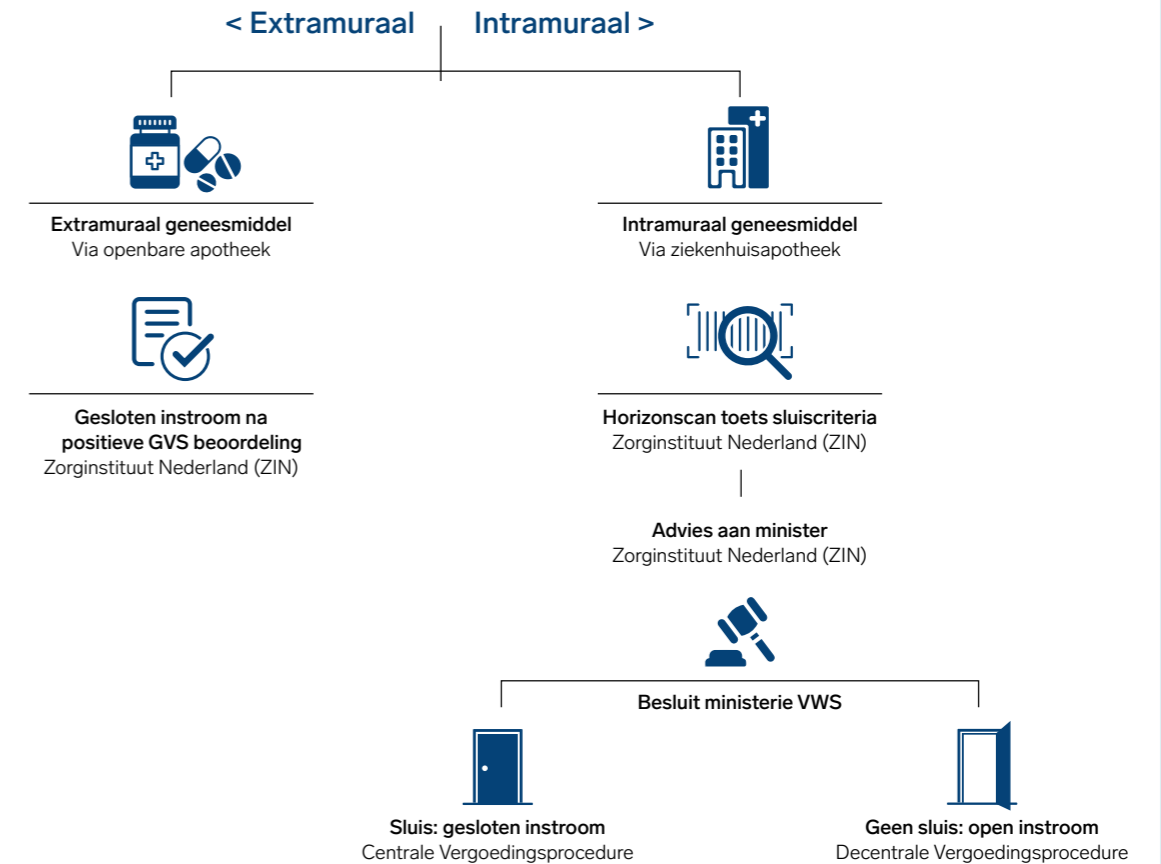 < Extramuraal
Intramuraal >
Extramuraal geneesmiddel
Via openbare apotheek
Intramuraal geneesmiddel
Via ziekenhuisapotheek
Gesloten instroom na
positieve GVS beoordeling
Zorginstituut Nederland (ZIN)
Horizonscan toets sluiscriteria
Zorginstituut Nederland (ZIN)
Advies aan minister
Zorginstituut Nederland (ZIN)
Besluit ministerie VWS
Sluis: gesloten instroom
Centrale Vergoedingsprocedure
Geen sluis: open instroom
Decentrale Vergoedingsprocedure